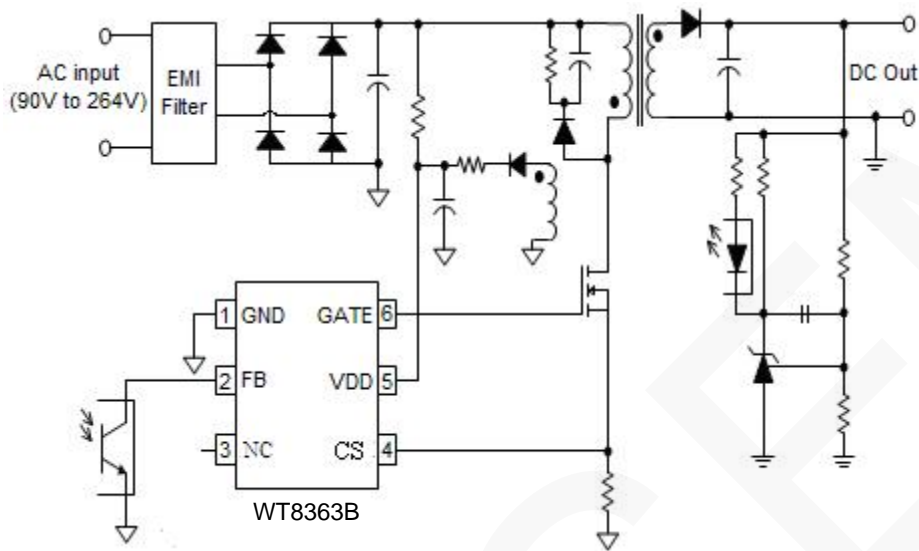 AC input
(90V to 264V)
EMI
Filter
DC Out
1 GND GATE 6
2 FB VDD 5
3 NC CS 4
WT8363B